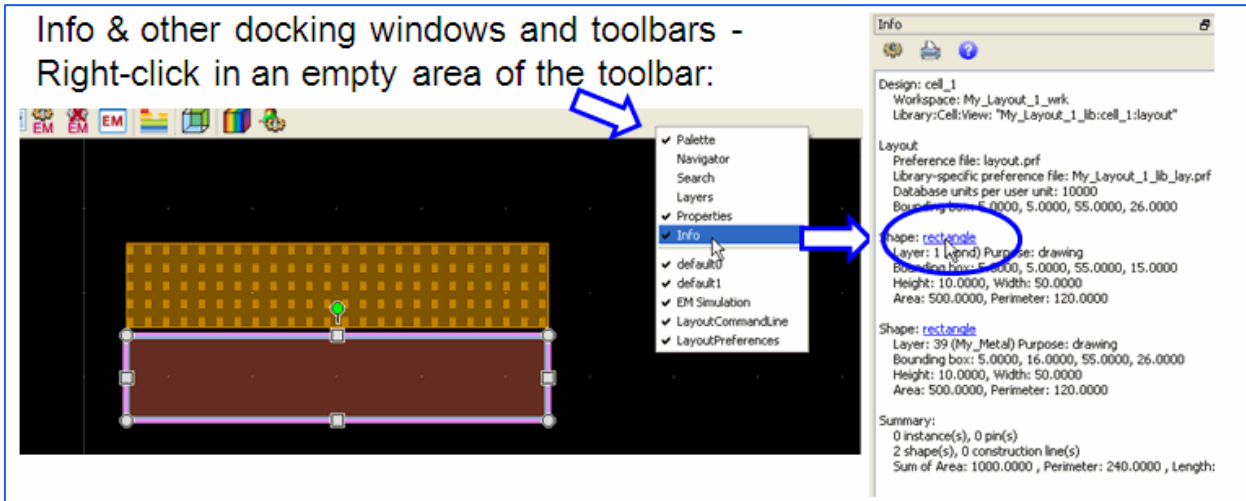 Info & other docking windows and toolbars -
Right-click in an empty area of the toolbar:
EM
EM
EM
Palette
Navigator
Search
Layers
Properties
Info
default0
default1
EM Simulation
LayoutCommandLine
LayoutPreferences
Info
Design: cell_1
Workspace: My_Layout_1_wrk
Library:Cell:View: "My_Layout_1_lib:cell_1:layout"
Layout
Preference file: layout.prf
Library-specific preference file: My_Layout_1_lib_lay.prf
Database units per user unit: 10000
Bounding box: 5.0000, 5.0000, 55.0000, 26.0000
Shape: rectangle
Layer: 1 Purpose: drawing
Bounding box: 5.0000, 5.0000, 55.0000, 15.0000
Height: 10.0000, Width: 50.0000
Area: 500.0000, Perimeter: 120.0000
Shape: rectangle
Layer: 39 (My_Metal) Purpose: drawing
Bounding box: 5.0000, 16.0000, 55.0000, 26.0000
Height: 10.0000, Width: 50.0000
Area: 500.0000, Perimeter: 120.0000
Summary:
0 instance(s), 0 pin(s)
2 shape(s), 0 construction line(s)
Sum of Area: 1000.0000 , Perimeter: 240.0000 , Length: